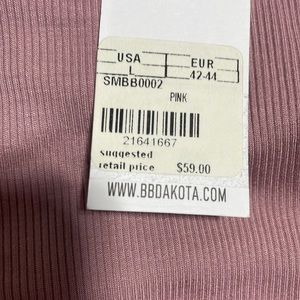 USA EUR
L 42-44
SMBB0002
PINK
21641667
suggested
retail price $59.00
WWW.BBDAKOTA.COM